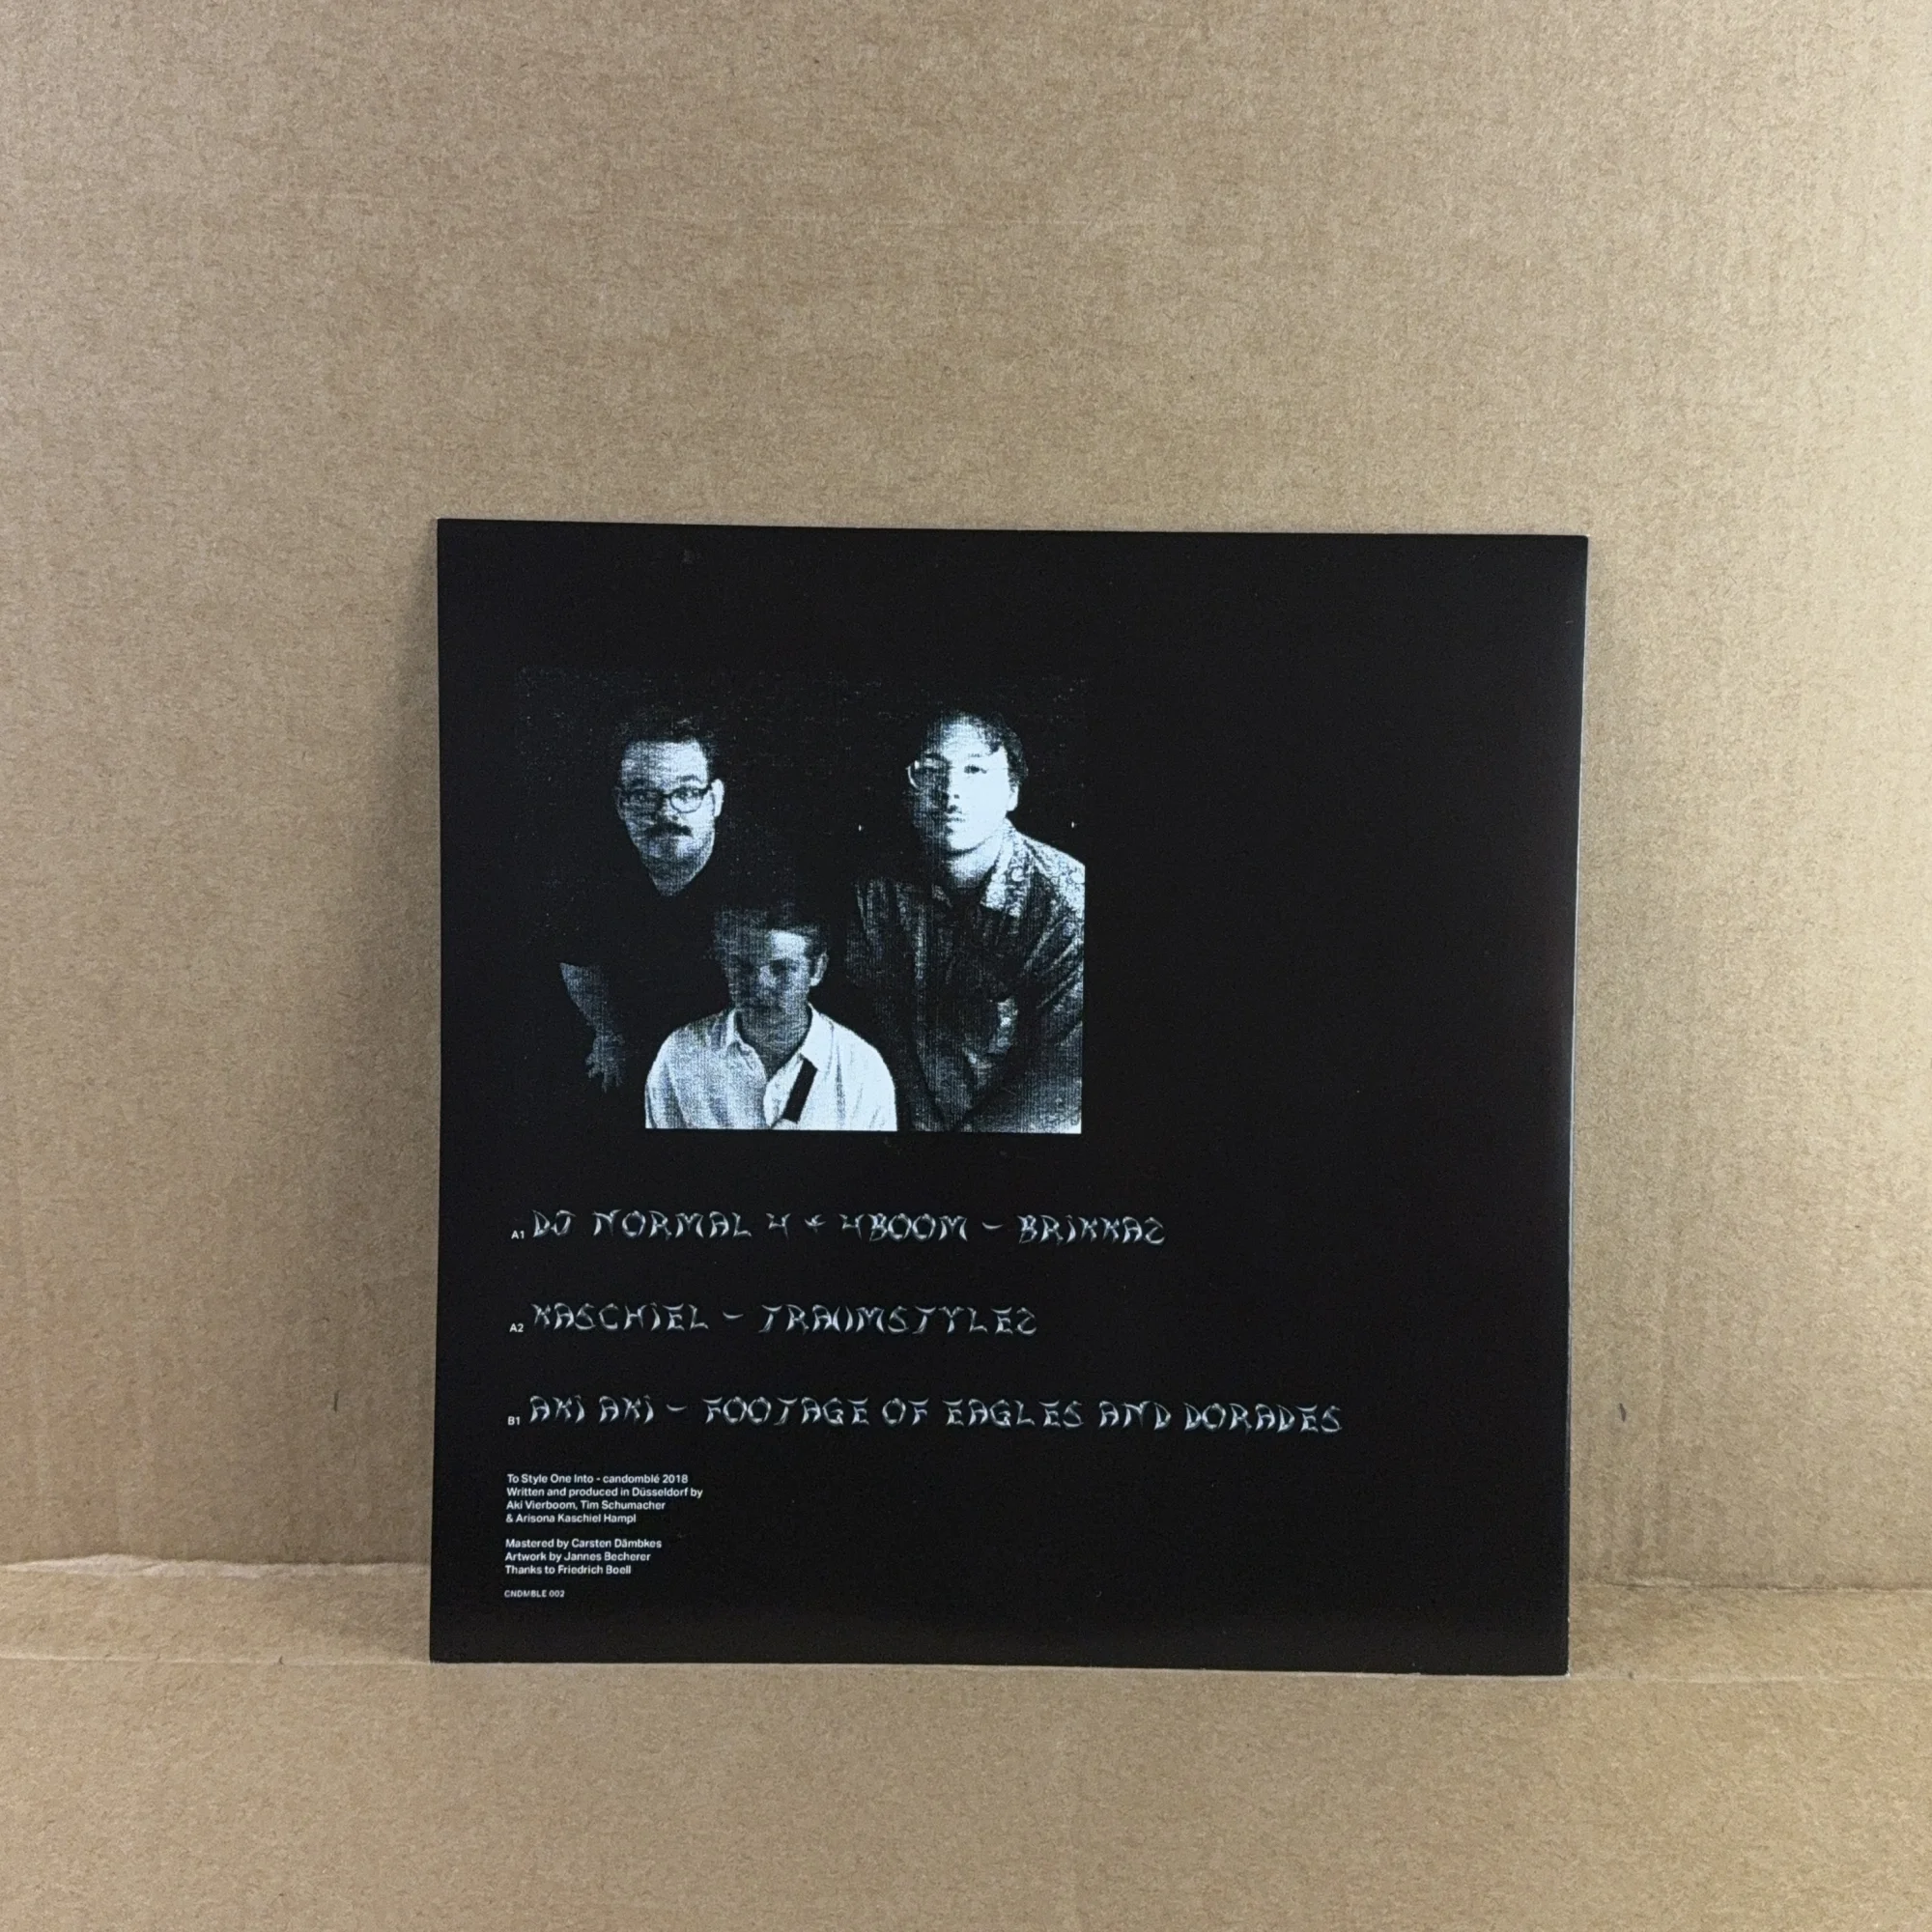 A1 DJ NORMAL 4 + 4BOOM - BRIKKAZ
A2 KASCHIEL - TRAUMSTYLEZ
B1 AKI AKI - FOOTAGE OF EAGLES AND DORADES
To Style One Into - candomblé 2018
Written and produced in Düsseldorf by
Aki Vierboom, Tim Schumacher
& Arisona Kaschiel Hampl
Mastered by Carsten Dämbkes
Artwork by Jannes Becherer
Thanks to Friedrich Boell
CNDMBLE 002